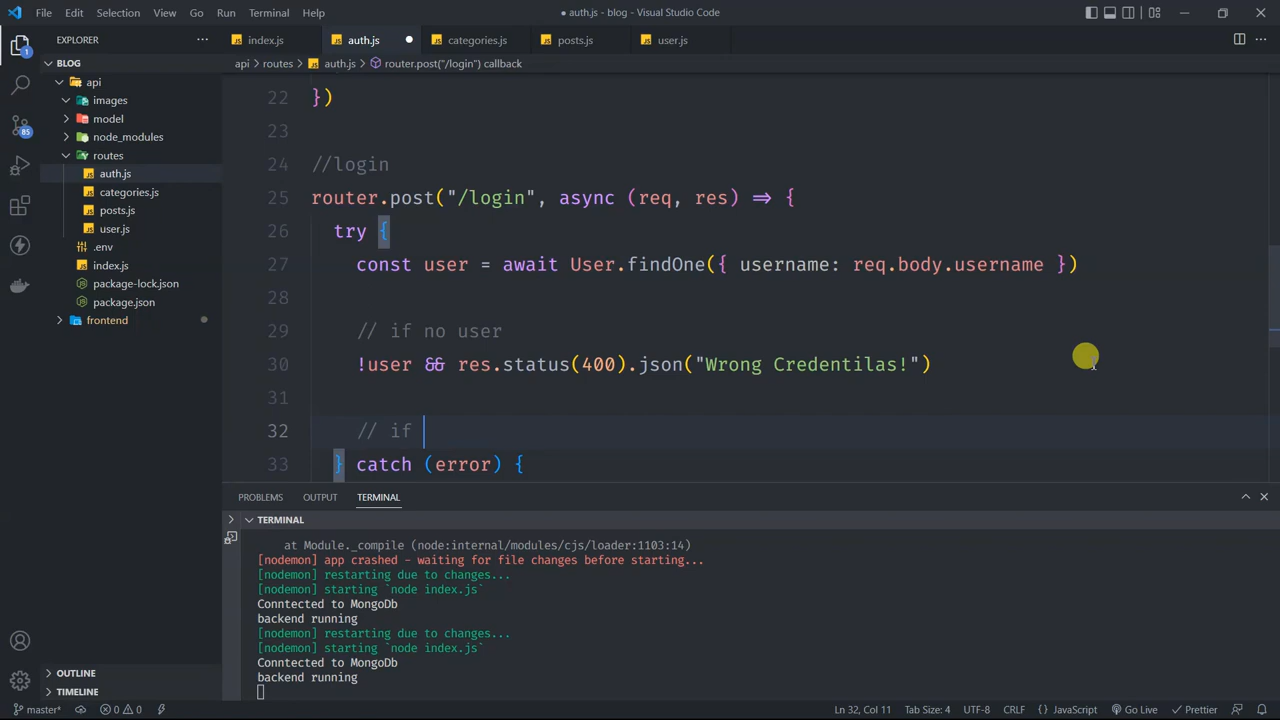 File Edit Selection View Go Run Terminal Help
● auth.js - blog - Visual Studio Code
EXPLORER
index.js auth.js categories.js posts.js user.js
BLOG
api > routes > auth.js > router.post("/login") callback
api
images
model
node_modules
routes
auth.js
categories.js
posts.js
user.js
.env
index.js
package-lock.json
package.json
frontend
OUTLINE
TIMELINE
1
85
22 })
23
24 //login
25 router.post("/login", async (req, res) => {
26 try {
27 const user = await User.findOne({ username: req.body.username })
28
29 // if no user
30 !user && res.status(400).json("Wrong Credentilas!")
31
32 // if
33 } catch (error) {
PROBLEMS OUTPUT TERMINAL
TERMINAL
at Module._compile (node:internal/modules/cjs/loader:1103:14)
[nodemon] app crashed - waiting for file changes before starting...
[nodemon] restarting due to changes...
[nodemon] starting `node index.js`
Conntected to MongoDb
backend running
[nodemon] restarting due to changes...
[nodemon] starting `node index.js`
Conntected to MongoDb
backend running
master* 0 0 Ln 32, Col 11 Tab Size: 4 UTF-8 CRLF {} JavaScript Go Live Prettier